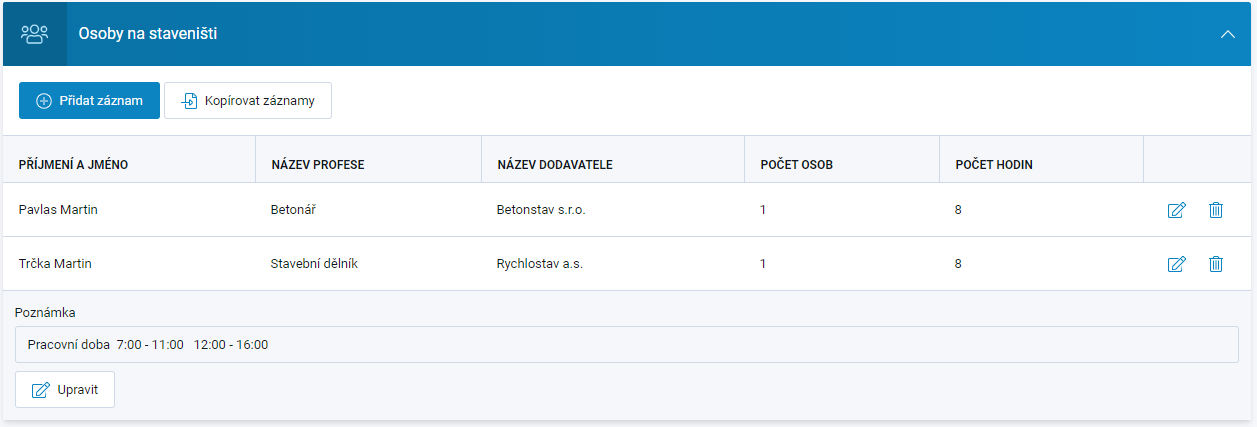 Osoby na staveništi
Přidat záznam Kopírovat záznamy
PŘÍJMENÍ A JMÉNO NÁZEV PROFESE NÁZEV DODAVATELE POČET OSOB POČET HODIN
Pavlas Martin Betonář Betonstav s.r.o. 1 8
Trčka Martin Stavební dělník Rychlostav a.s. 1 8
Poznámka
Pracovní doba 7:00 - 11:00 12:00 - 16:00
Upravit